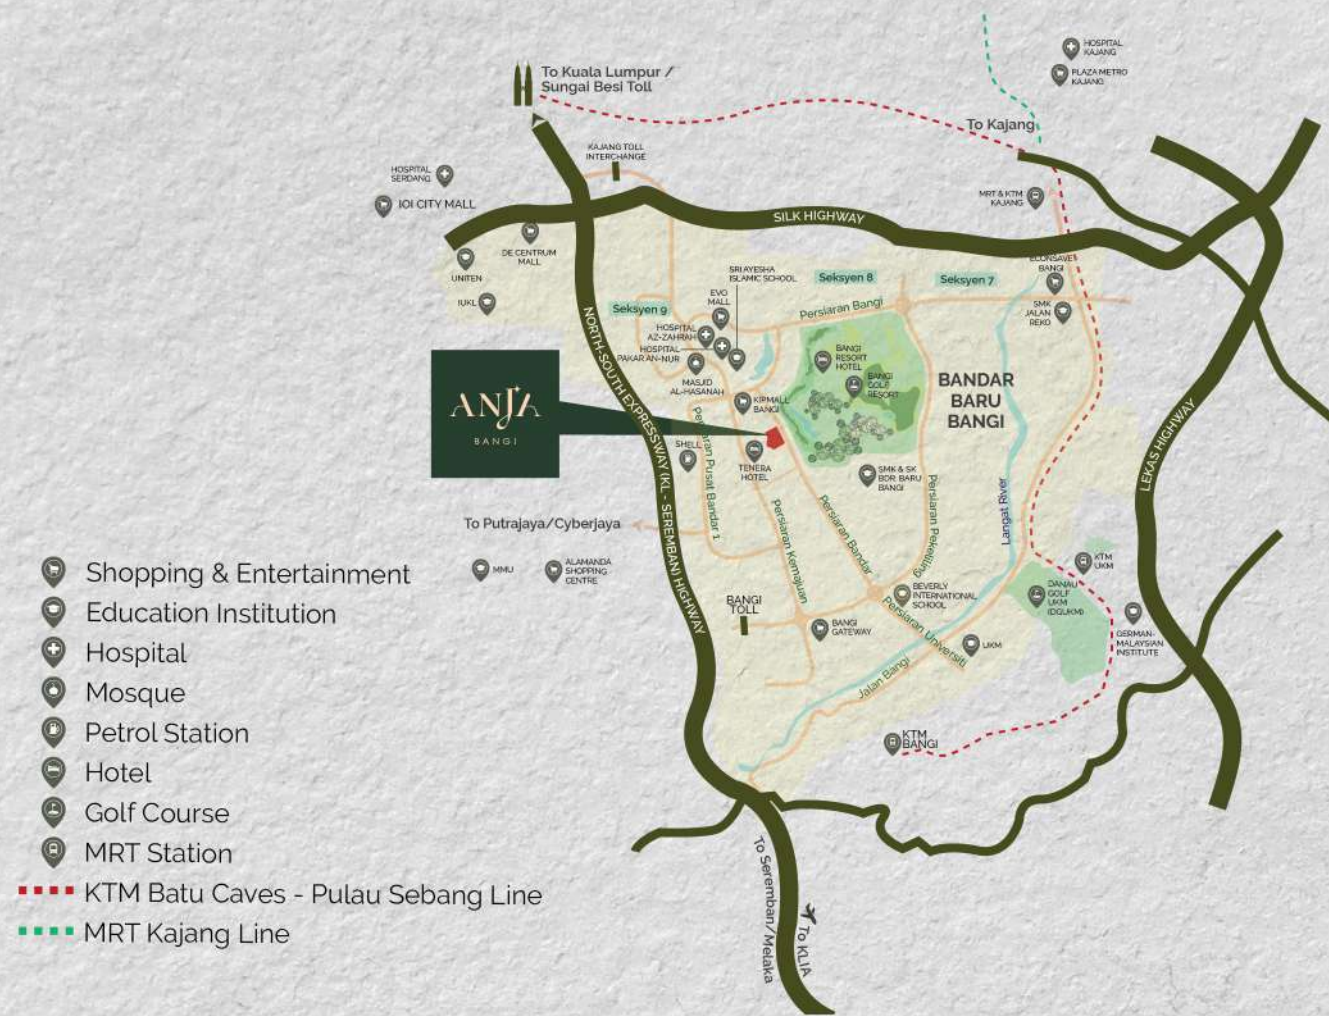 To Kuala Lumpur /
Sungai Besi Toll
HOSPITAL
KAJANG
PLAZA METRO
KAJANG
To Kajang
KAJANG TOLL
INTERCHANGE
HOSPITAL
SERDANG
IOI CITY MALL
MRT & KTM
KAJANG
SILK HIGHWAY
DE CENTRUM
MALL
UNITEN
IUKL
SRI AYESHA
ISLAMIC SCHOOL
Seksyen 8
Seksyen 7
ECONSAVE
BANGI
EVO
MALL
Persiaran Bangi
Seksyen 9
SMK
JALAN
REKO
HOSPITAL
AZ-ZAHRAH
HOSPITAL
PAKAR AN-NUR
BANGI
RESORT
HOTEL
MASJID
AL-HASANAH
BANGI
GOLF
RESORT
BANDAR
BARU
BANGI
ANJA
BANGI
KIPMALL
BANGI
NORTH-SOUTH EXPRESSWAY (KL - SEREMBAN) HIGHWAY
LEKAS HIGHWAY
SHELL
Persiaran Pusat Bandar 1
TENERA
HOTEL
SMK & SK
BDR. BARU
BANGI
Persiaran Kemajuan
Persiaran Bandar
Persiaran Pekeliling
Langat River
To Putrajaya/Cyberjaya
MMU
ALAMANDA
SHOPPING
CENTRE
KTM
UKM
BANGI
TOLL
BEVERLY
INTERNATIONAL
SCHOOL
DANAU
GOLF
UKM
(DGUKM)
BANGI
GATEWAY
Persiaran Universiti
UKM
GERMAN-
MALAYSIAN
INSTITUTE
Jalan Bangi
KTM
BANGI
To Seremban/Melaka
To KLIA
Shopping & Entertainment
Education Institution
Hospital
Mosque
Petrol Station
Hotel
Golf Course
MRT Station
KTM Batu Caves - Pulau Sebang Line
MRT Kajang Line